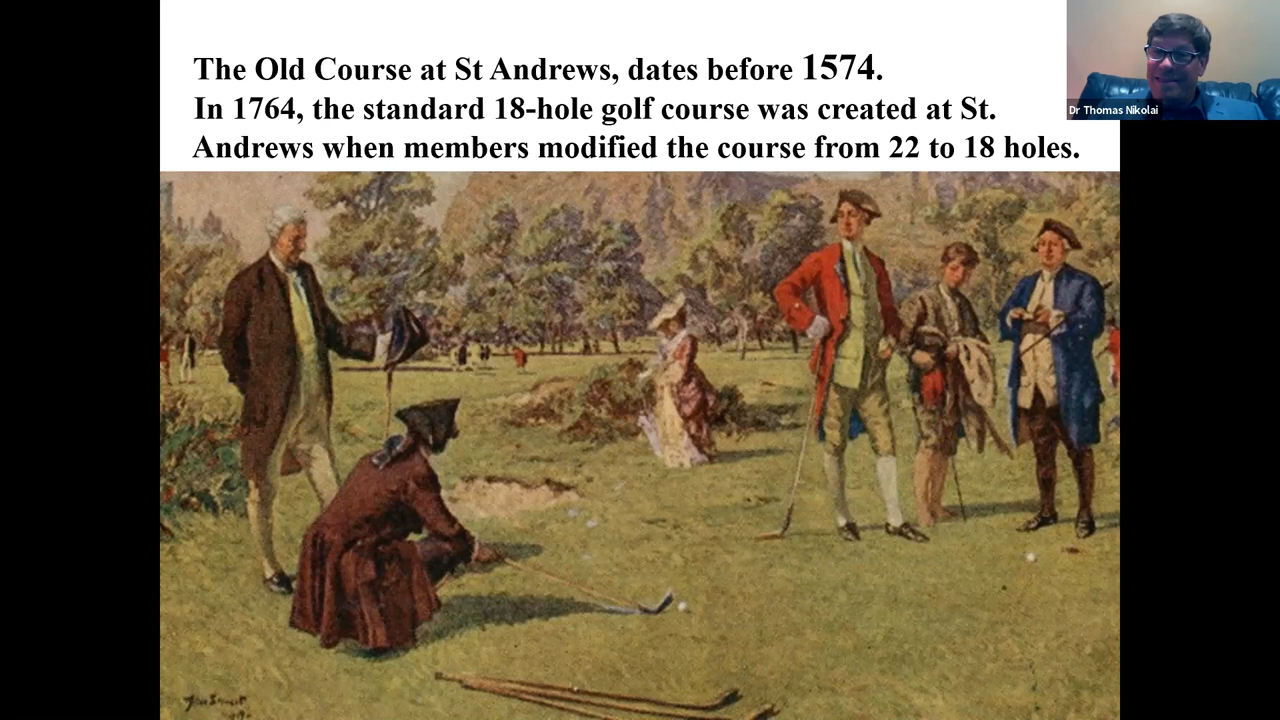 The Old Course at St Andrews, dates before 1574.
In 1764, the standard 18-hole golf course was created at St.
Andrews when members modified the course from 22 to 18 holes.
Dr Thomas Nikolai